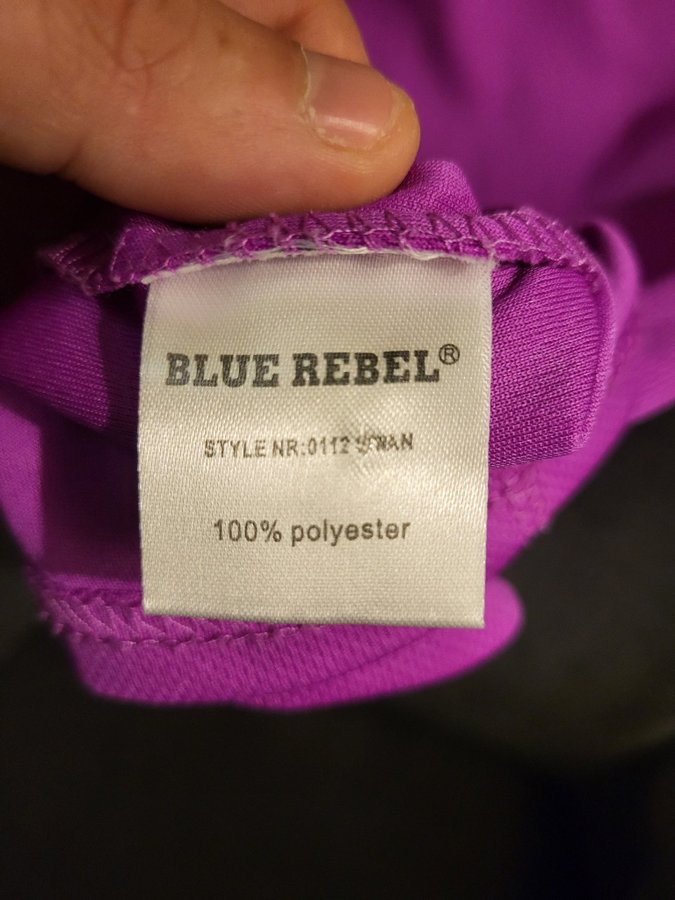 BLUE REBEL®
STYLE NR:0112
100% polyester